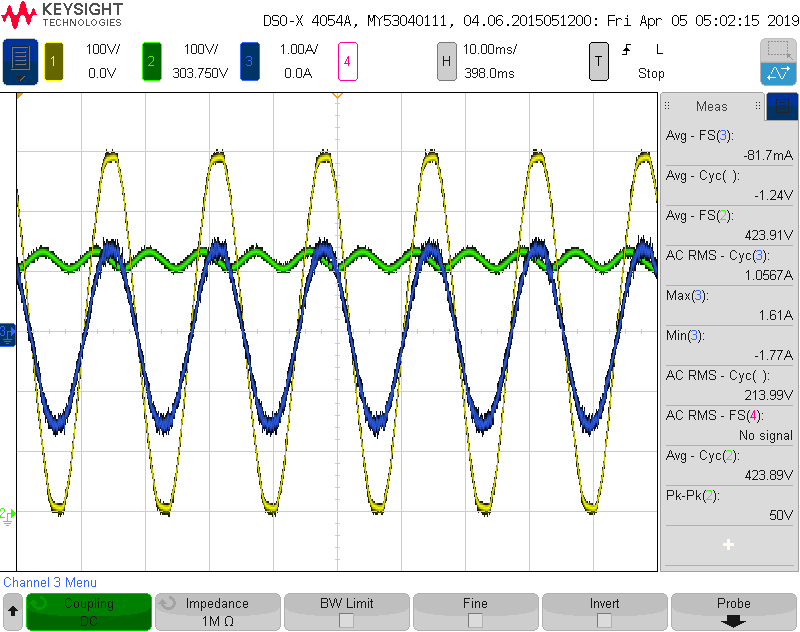 KEYSIGHT
TECHNOLOGIES
DSO-X 4054A, MY53040111, 04.06.2015051200: Fri Apr 05 05:02:15 2019
1 100V/ 2 100V/ 3 1.00A/ 4 H 10.00ms/ T L
0.0V 303.750V 0.0A 398.0ms Stop
Meas
Avg - FS(3):
-81.7mA
Avg - Cyc( ):
-1.24V
Avg - FS(2):
423.91V
AC RMS - Cyc(3):
1.0567A
Max(3):
1.61A
Min(3):
-1.77A
AC RMS - Cyc( ):
213.99V
AC RMS - FS(4):
No signal
Avg - Cyc(2):
423.89V
Pk-Pk(2):
50V
3
2
Channel 3 Menu
Coupling Impedance BW Limit Fine Invert Probe
DC 1M Ω